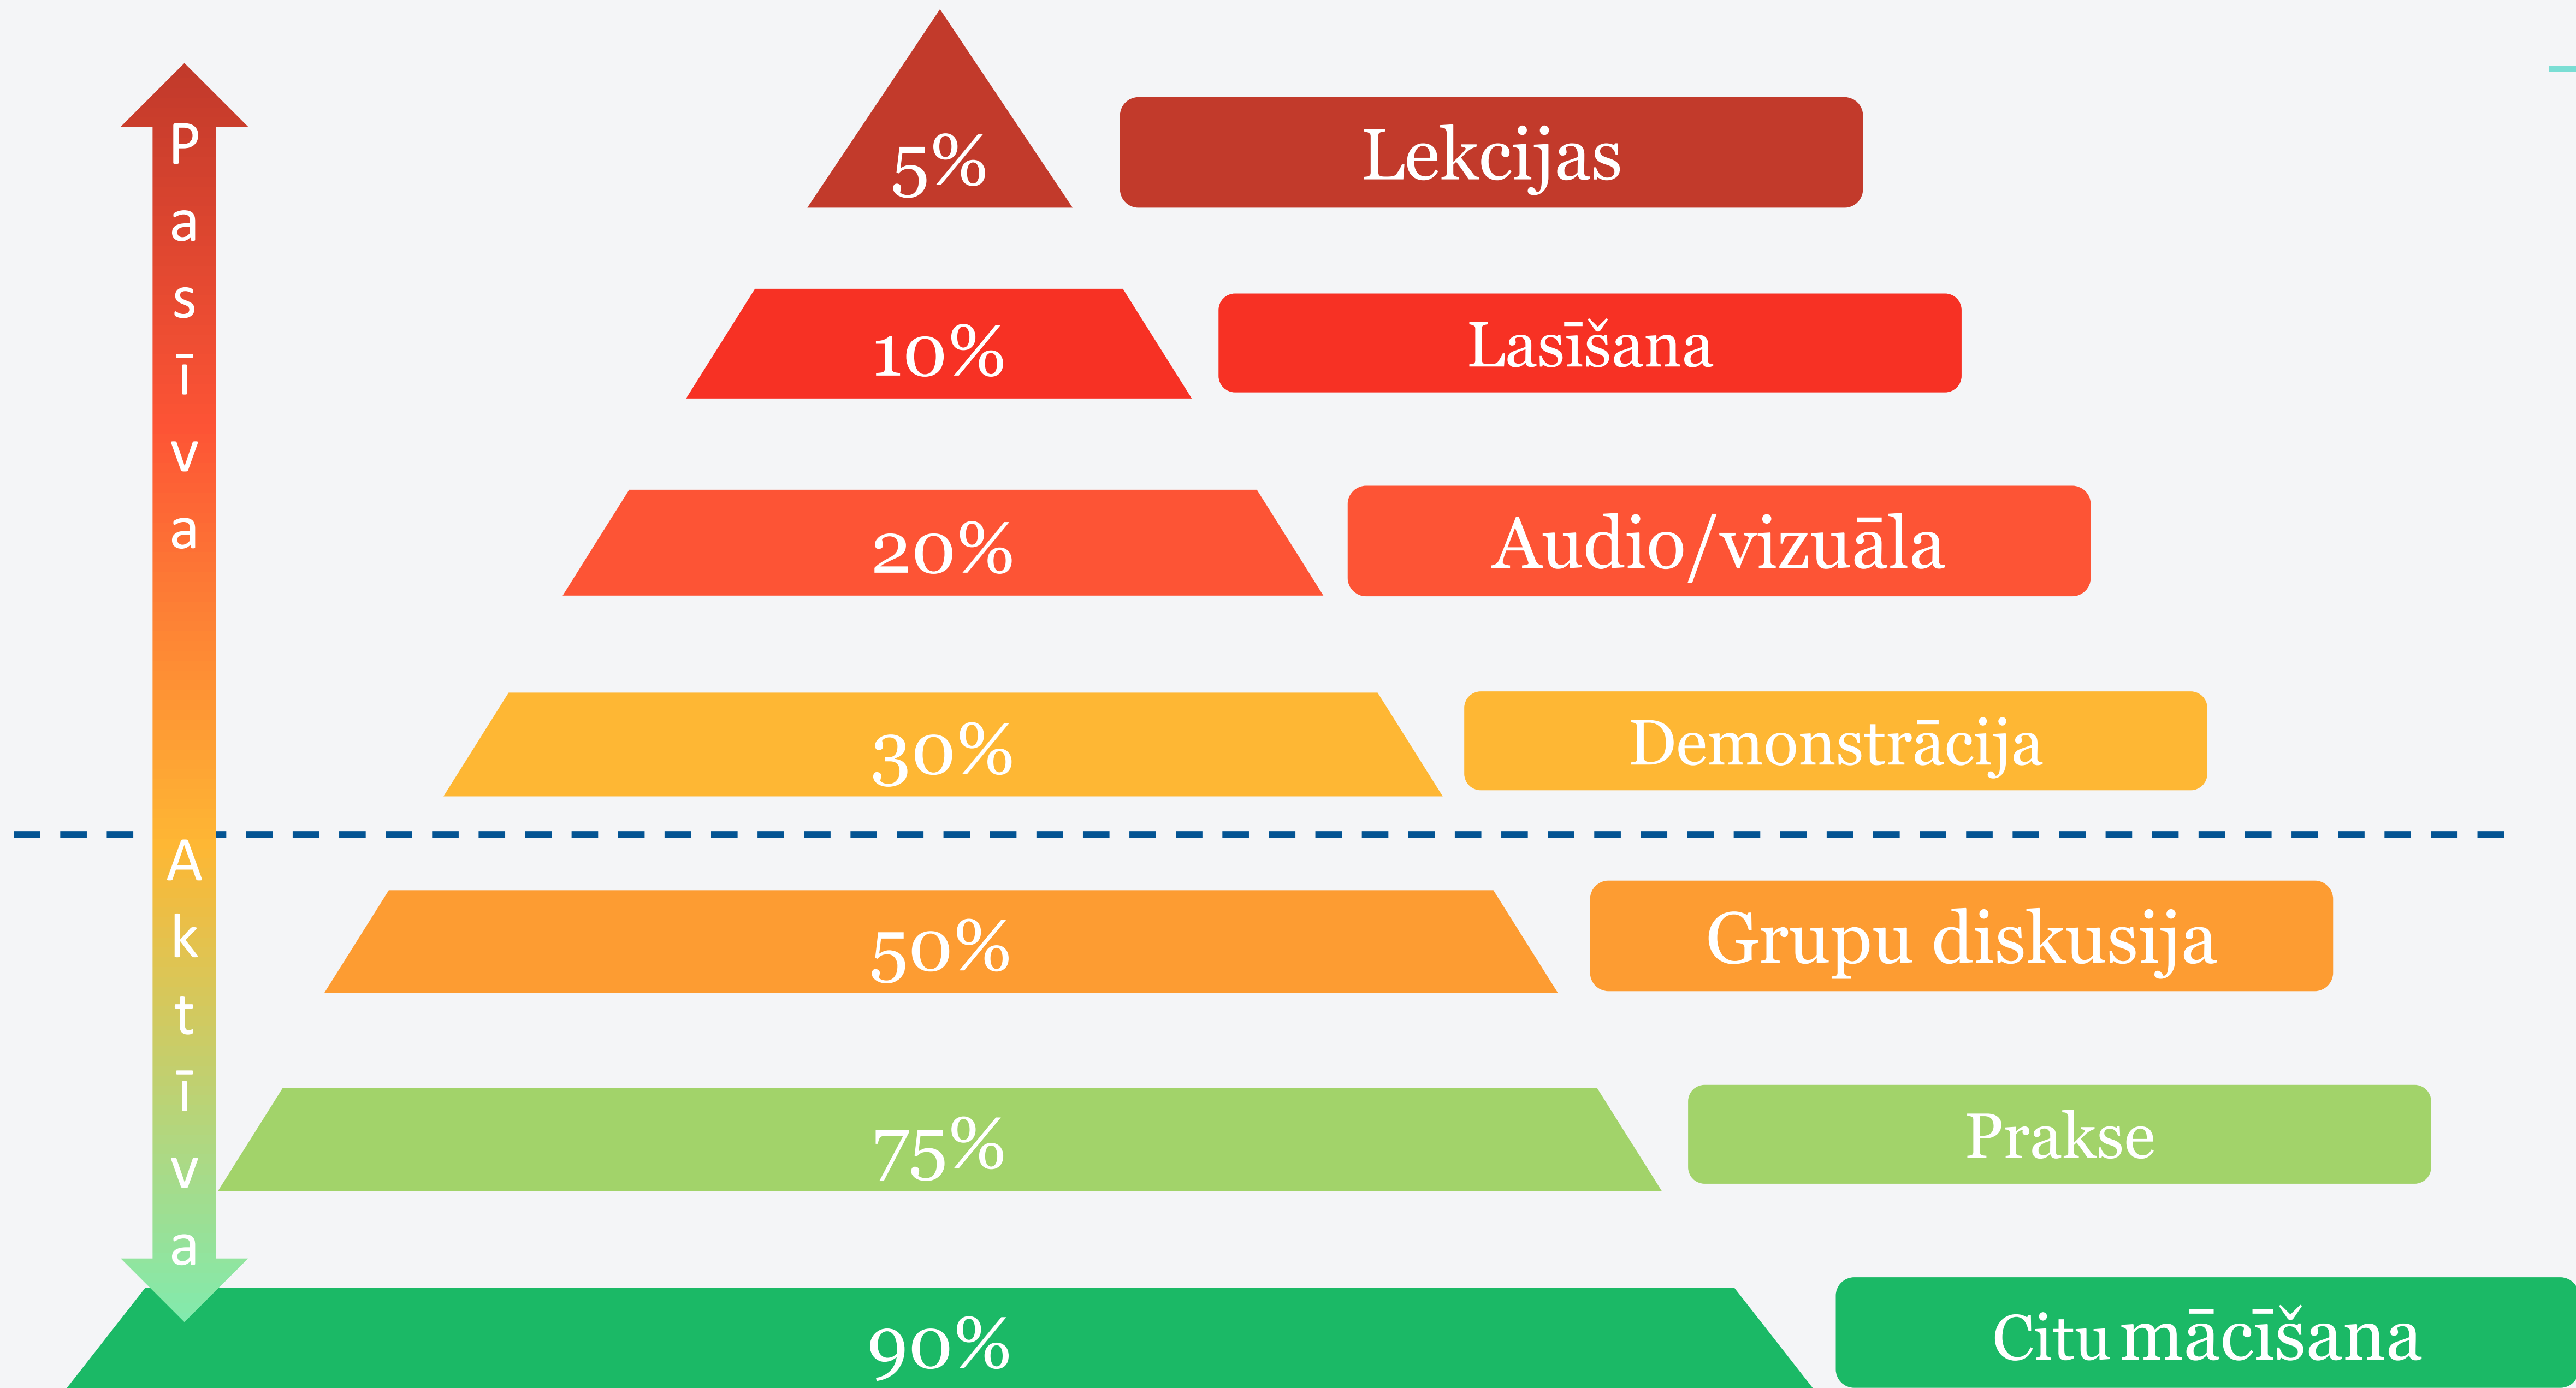 Pasīva
Aktīva
5%
Lekcijas
10%
Lasīšana
20%
Audio/vizuāla
30%
Demonstrācija
50%
Grupu diskusija
75%
Prakse
90%
Citu mācīšana